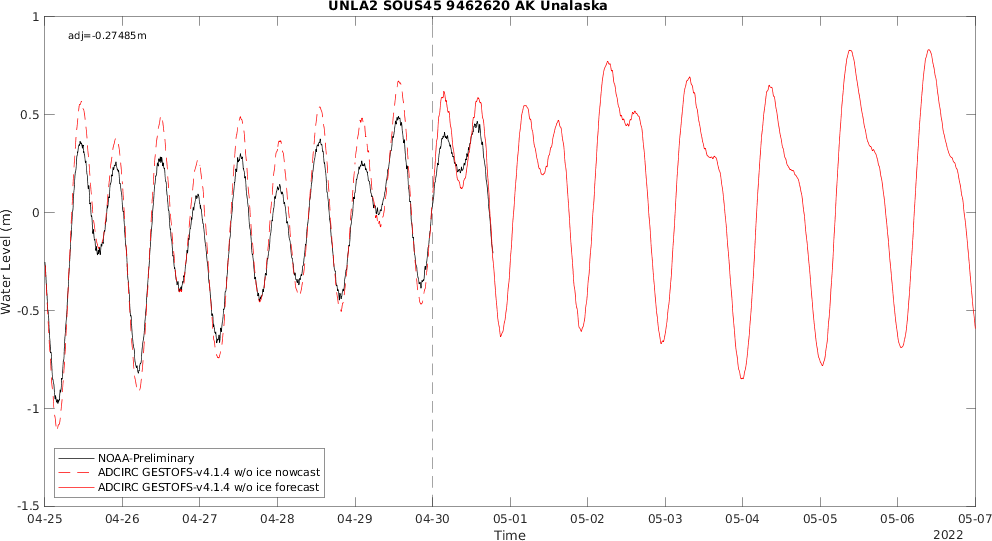 UNLA2 SOUS45 9462620 AK Unalaska
adj=-0.27485m
1
0.5
0
-0.5
-1
-1.5
Water Level (m)
NOAA-Preliminary
ADCIRC GESTOFS-v4.1.4 w/o ice nowcast
ADCIRC GESTOFS-v4.1.4 w/o ice forecast
04-25 04-26 04-27 04-28 04-29 04-30 05-01 05-02 05-03 05-04 05-05 05-06 05-07
Time
2022